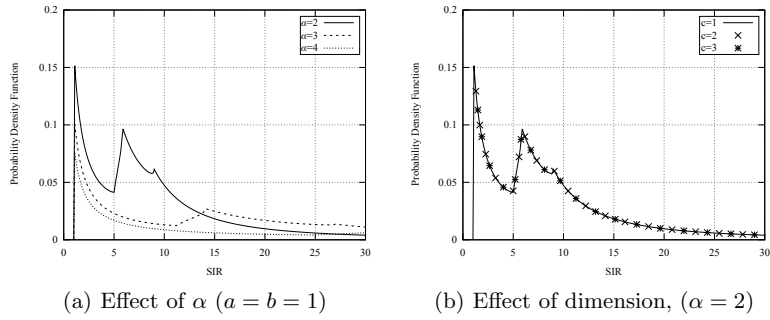 α=2
α=3
α=4
0.2
0.15
0.1
0.05
0
0 5 10 15 20 25 30
Probability Density Function
SIR
(a) Effect of α (a = b = 1)
c=1
c=2
c=3
0.2
0.15
0.1
0.05
0
0 5 10 15 20 25 30
Probability Density Function
SIR
(b) Effect of dimension, (α = 2)